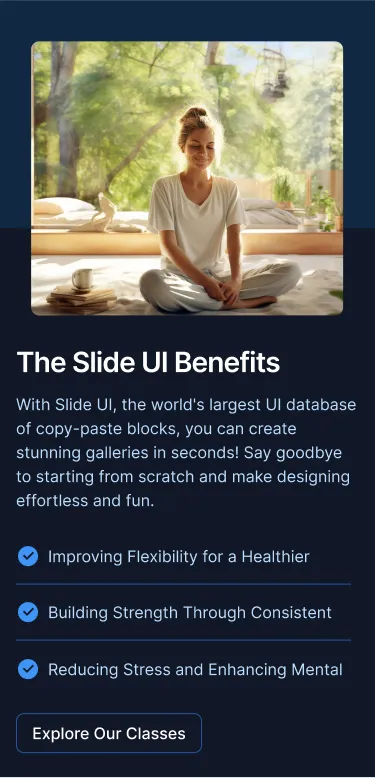 The Slide UI Benefits
With Slide UI, the world's largest UI database
of copy-paste blocks, you can create
stunning galleries in seconds! Say goodbye
to starting from scratch and make designing
effortless and fun.
Improving Flexibility for a Healthier
Building Strength Through Consistent
Reducing Stress and Enhancing Mental
Explore Our Classes